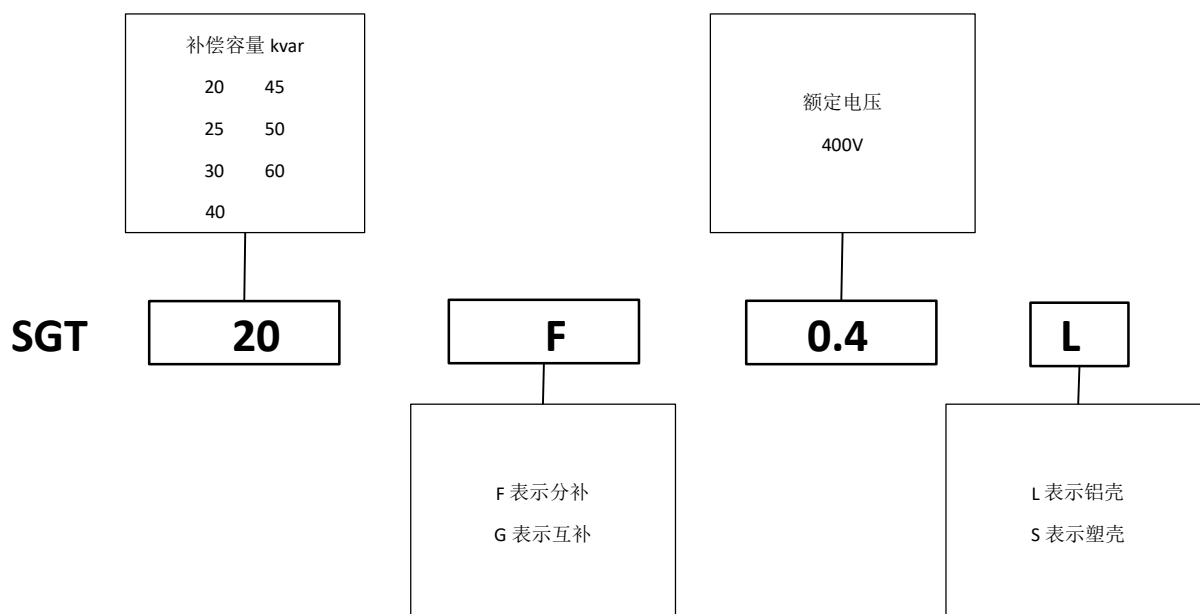 补偿容量 kvar
20 45
25 50
30 60
40
额定电压
400V
SGT 20 F 0.4 L
F 表示分补
G 表示互补
L 表示铝壳
S 表示塑壳